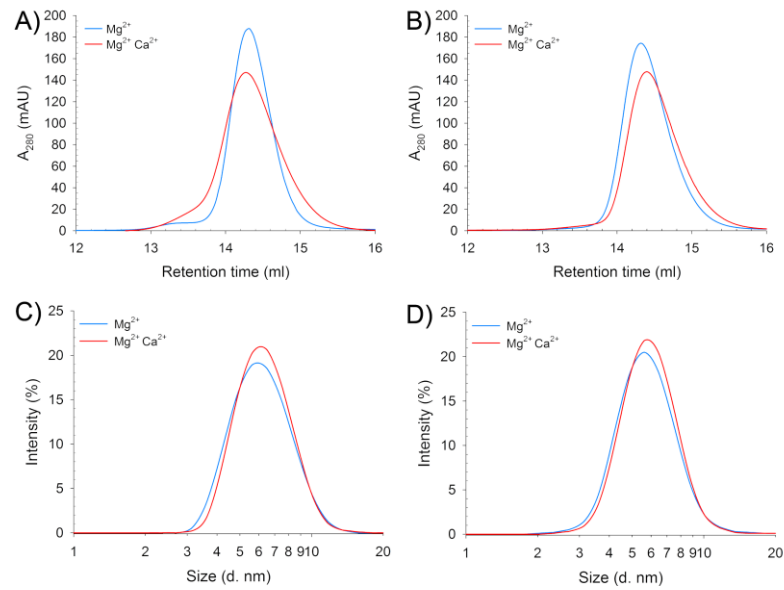 A)
Mg²⁺
Mg²⁺ Ca²⁺
A₂₈₀ (mAU)
200
180
160
140
120
100
80
60
40
20
0
12 13 14 15 16
Retention time (ml)
B)
Mg²⁺
Mg²⁺ Ca²⁺
A₂₈₀ (mAU)
200
180
160
140
120
100
80
60
40
20
0
12 13 14 15 16
Retention time (ml)
C)
Mg²⁺
Mg²⁺ Ca²⁺
Intensity (%)
25
20
15
10
5
0
1 2 3 4 5 6 7 8 910 20
Size (d. nm)
D)
Mg²⁺
Mg²⁺ Ca²⁺
Intensity (%)
25
20
15
10
5
0
1 2 3 4 5 6 7 8 910 20
Size (d. nm)